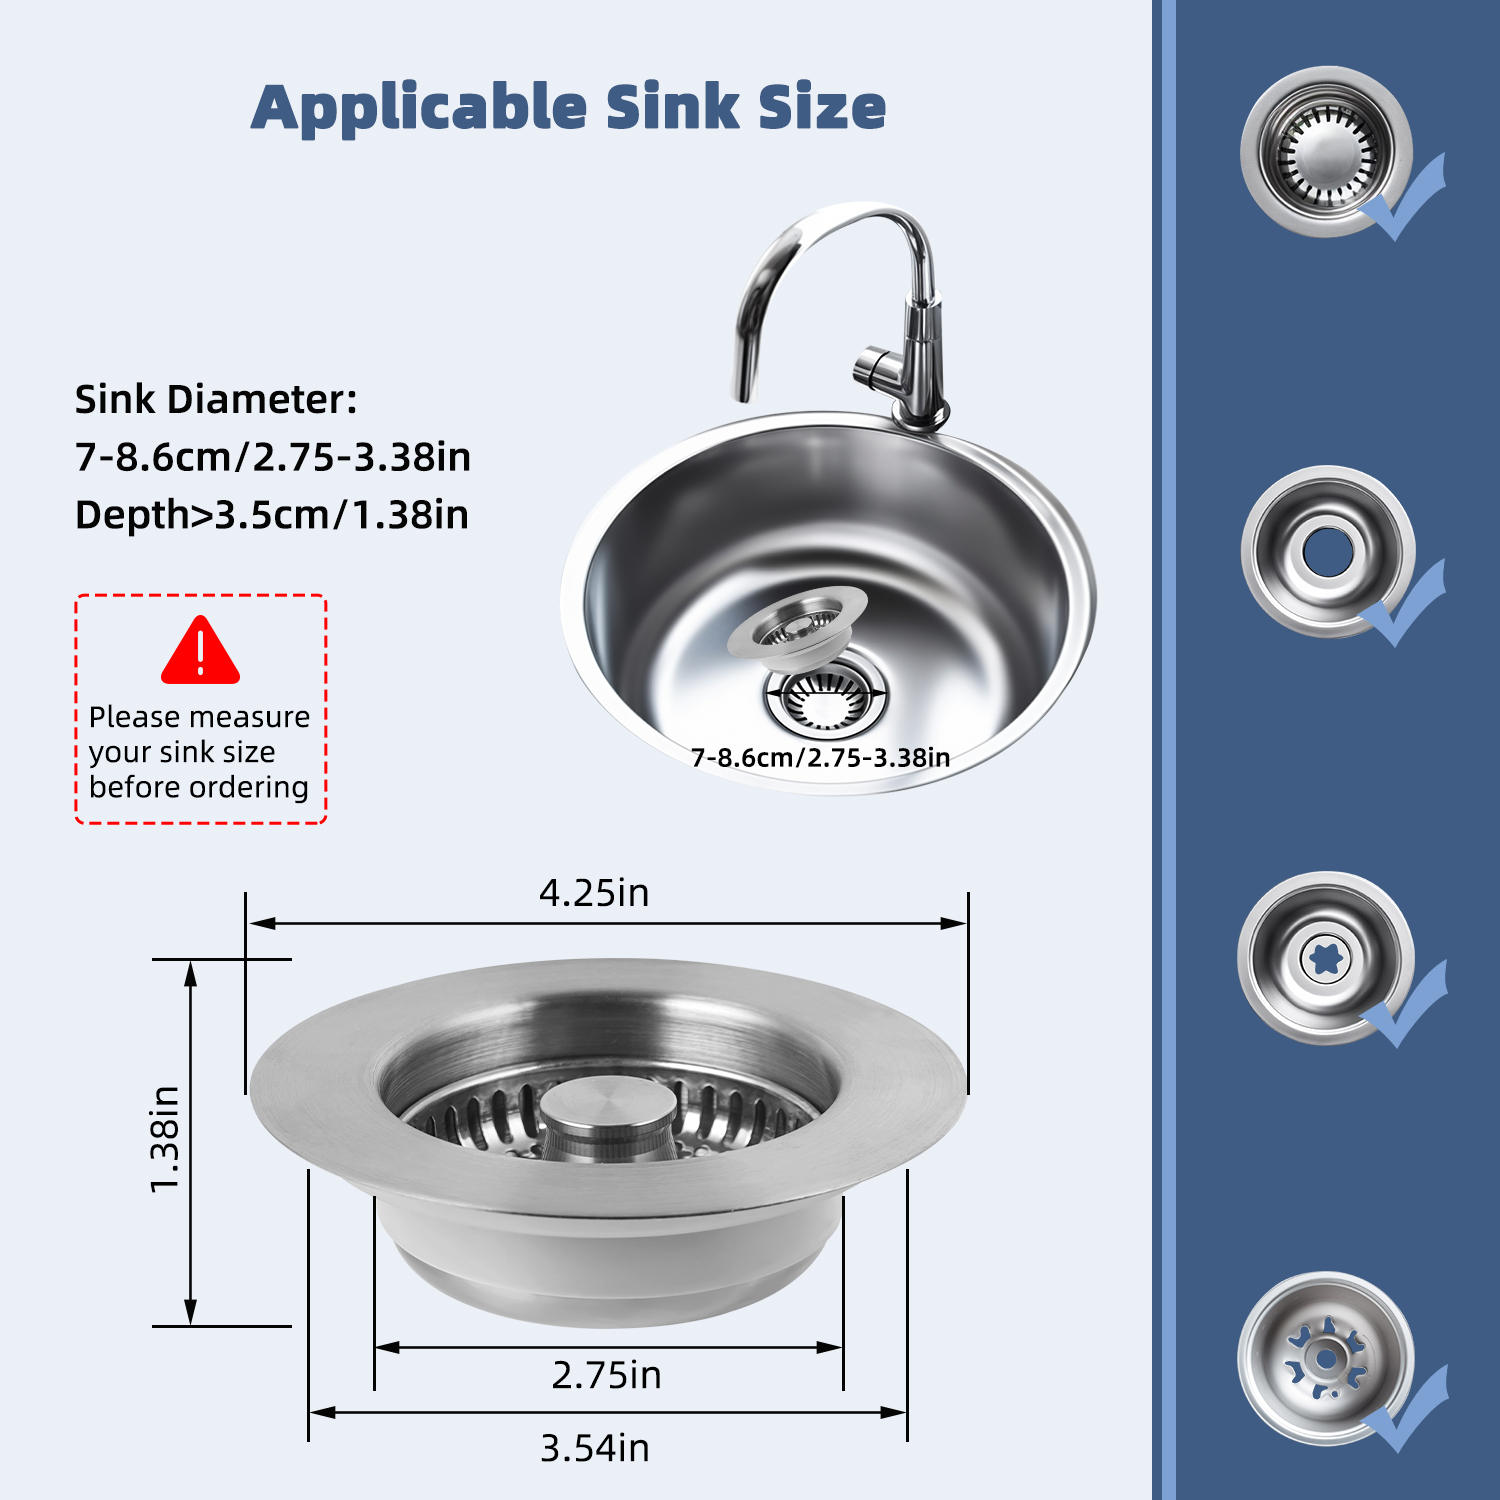 Applicable Sink Size
Sink Diameter:
7-8.6cm/2.75-3.38in
Depth>3.5cm/1.38in
Please measure
your sink size
before ordering
7-8.6cm/2.75-3.38in
4.25in
1.38in
2.75in
3.54in